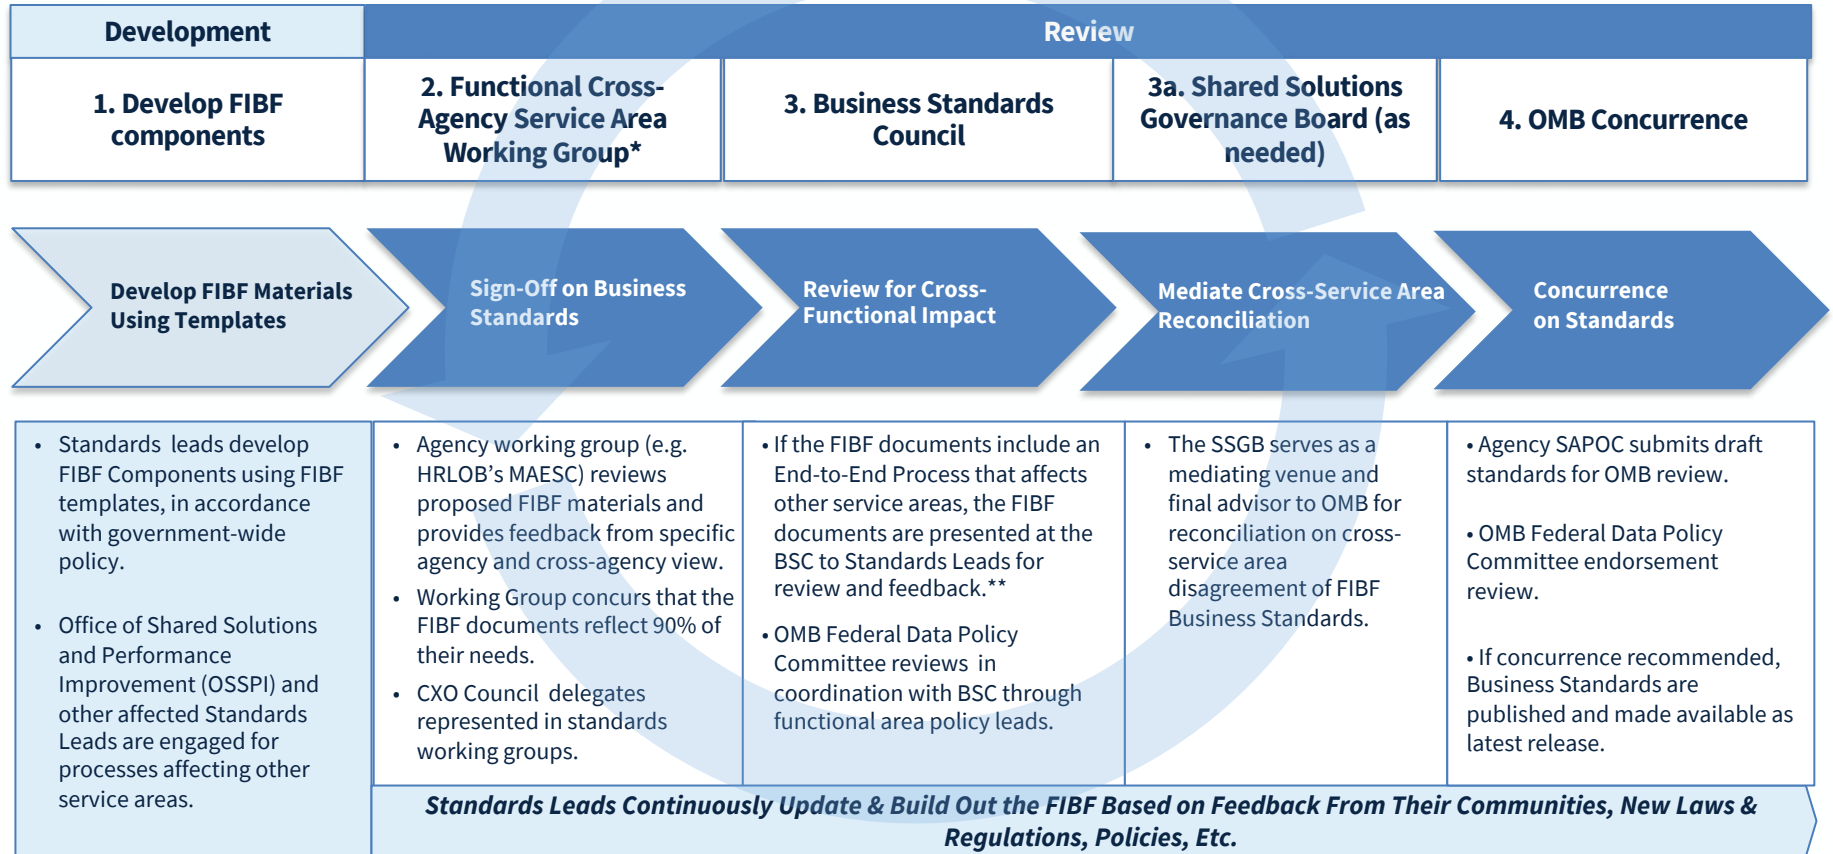 Development
Review
1. Develop FIBF
components
2. Functional Cross-
Agency Service Area
Working Group*
3. Business Standards
Council
3a. Shared Solutions
Governance Board (as
needed)
4. OMB Concurrence
Develop FIBF Materials
Using Templates
Sign-Off on Business
Standards
Review for Cross-
Functional Impact
Mediate Cross-Service Area
Reconciliation
Concurrence
on Standards
• Standards leads develop
FIBF Components using FIBF
templates, in accordance
with government-wide
policy.
• Office of Shared Solutions
and Performance
Improvement (OSSPI) and
other affected Standards
Leads are engaged for
processes affecting other
service areas.
• Agency working group (e.g.
HRLOB's MAESC) reviews
proposed FIBF materials and
provides feedback from specific
agency and cross-agency view.
• Working Group concurs that the
FIBF documents reflect 90% of
their needs.
• CXO Council delegates
represented in standards
working groups.
• If the FIBF documents include an
End-to-End Process that affects
other service areas, the FIBF
documents are presented at the
BSC to Standards Leads for
review and feedback.**
• OMB Federal Data Policy
Committee reviews in
coordination with BSC through
functional area policy leads.
• The SSGB serves as a
mediating venue and
final advisor to OMB for
reconciliation on cross-
service area
disagreement of FIBF
Business Standards.
• Agency SAPOC submits draft
standards for OMB review.
• OMB Federal Data Policy
Committee endorsement
review.
• If concurrence recommended,
Business Standards are
published and made available as
latest release.
Standards Leads Continuously Update & Build Out the FIBF Based on Feedback From Their Communities, New Laws &
Regulations, Policies, Etc.